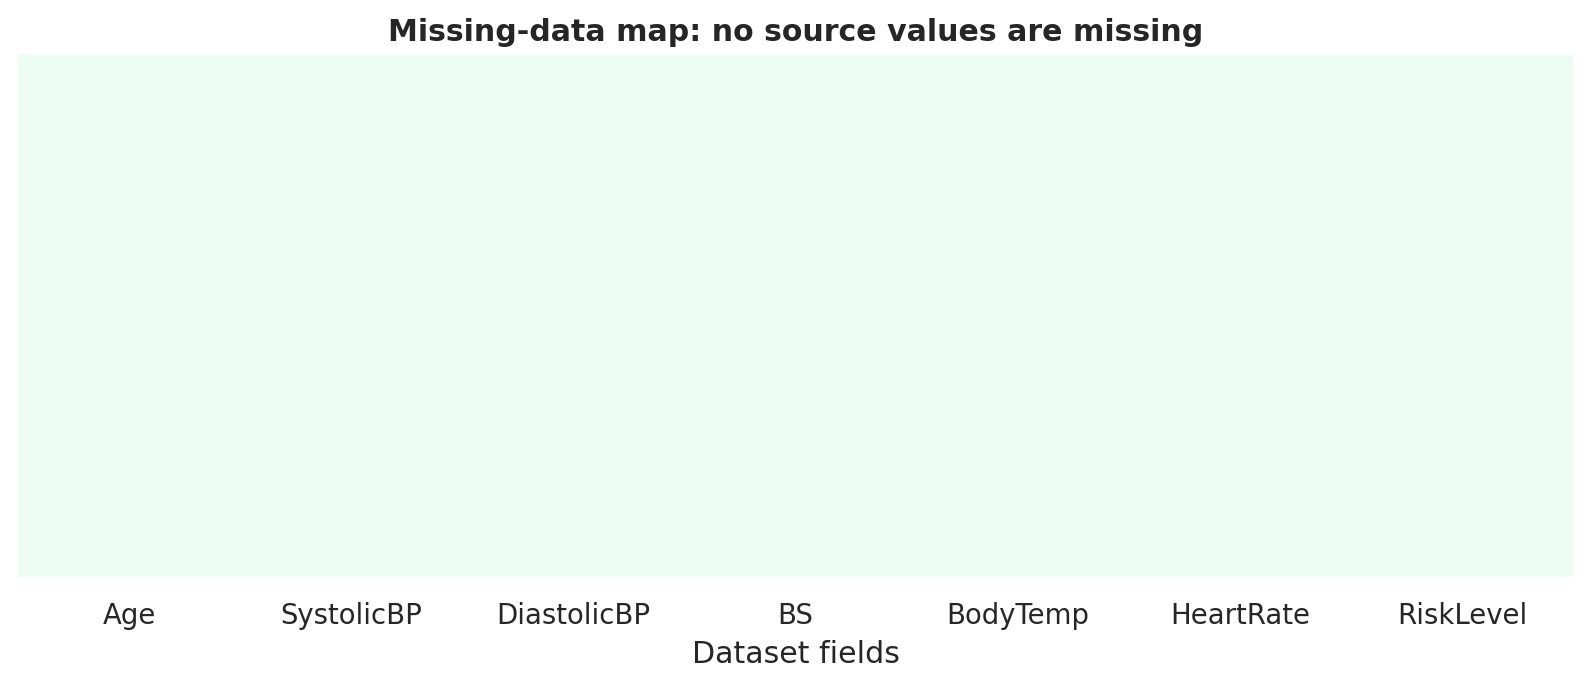 Missing-data map: no source values are missing
Age SystolicBP DiastolicBP BS BodyTemp HeartRate RiskLevel
Dataset fields